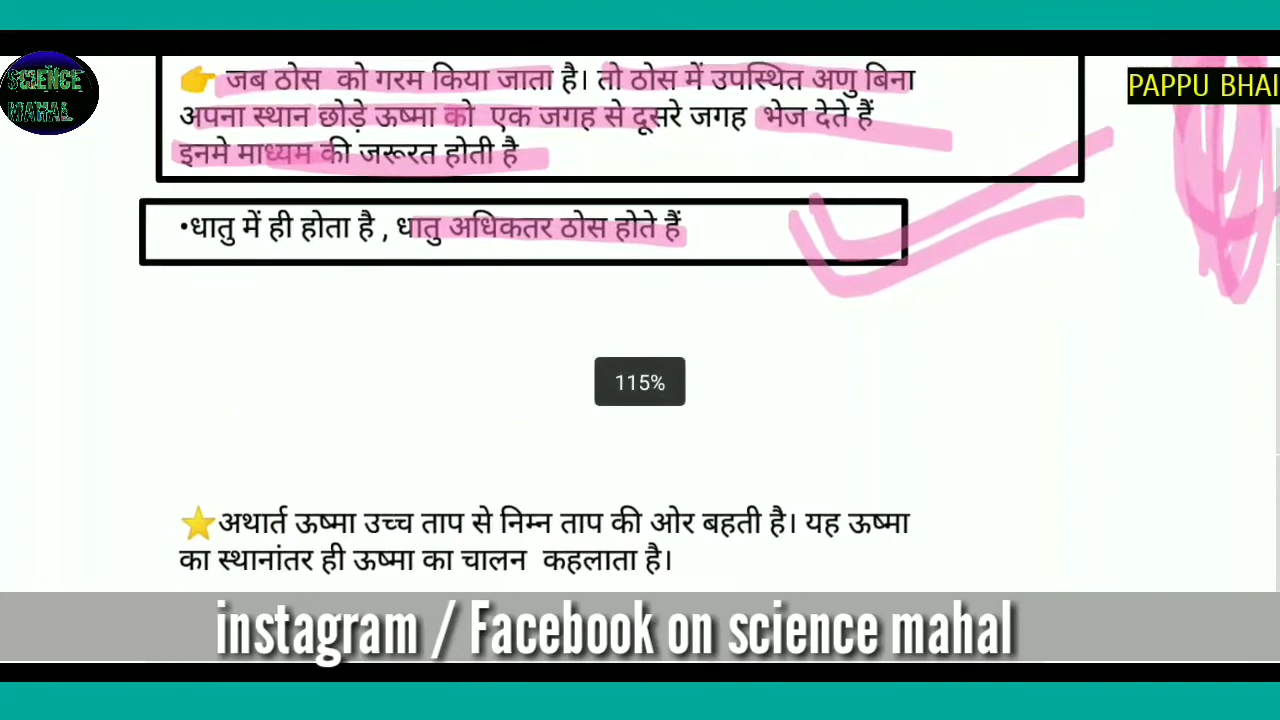 SCIENCE
MAHAL
PAPPU BHAI
👉 जब ठोस को गरम किया जाता है। तो ठोस में उपस्थित अणु बिना
अपना स्थान छोड़े ऊष्मा को एक जगह से दूसरे जगह भेज देते हैं
इनमे माध्यम की जरूरत होती है
•धातु में ही होता है , धातु अधिकतर ठोस होते हैं
115%
⭐अथार्त ऊष्मा उच्च ताप से निम्न ताप की ओर बहती है। यह ऊष्मा
का स्थानांतर ही ऊष्मा का चालन कहलाता है।
instagram / Facebook on science mahal